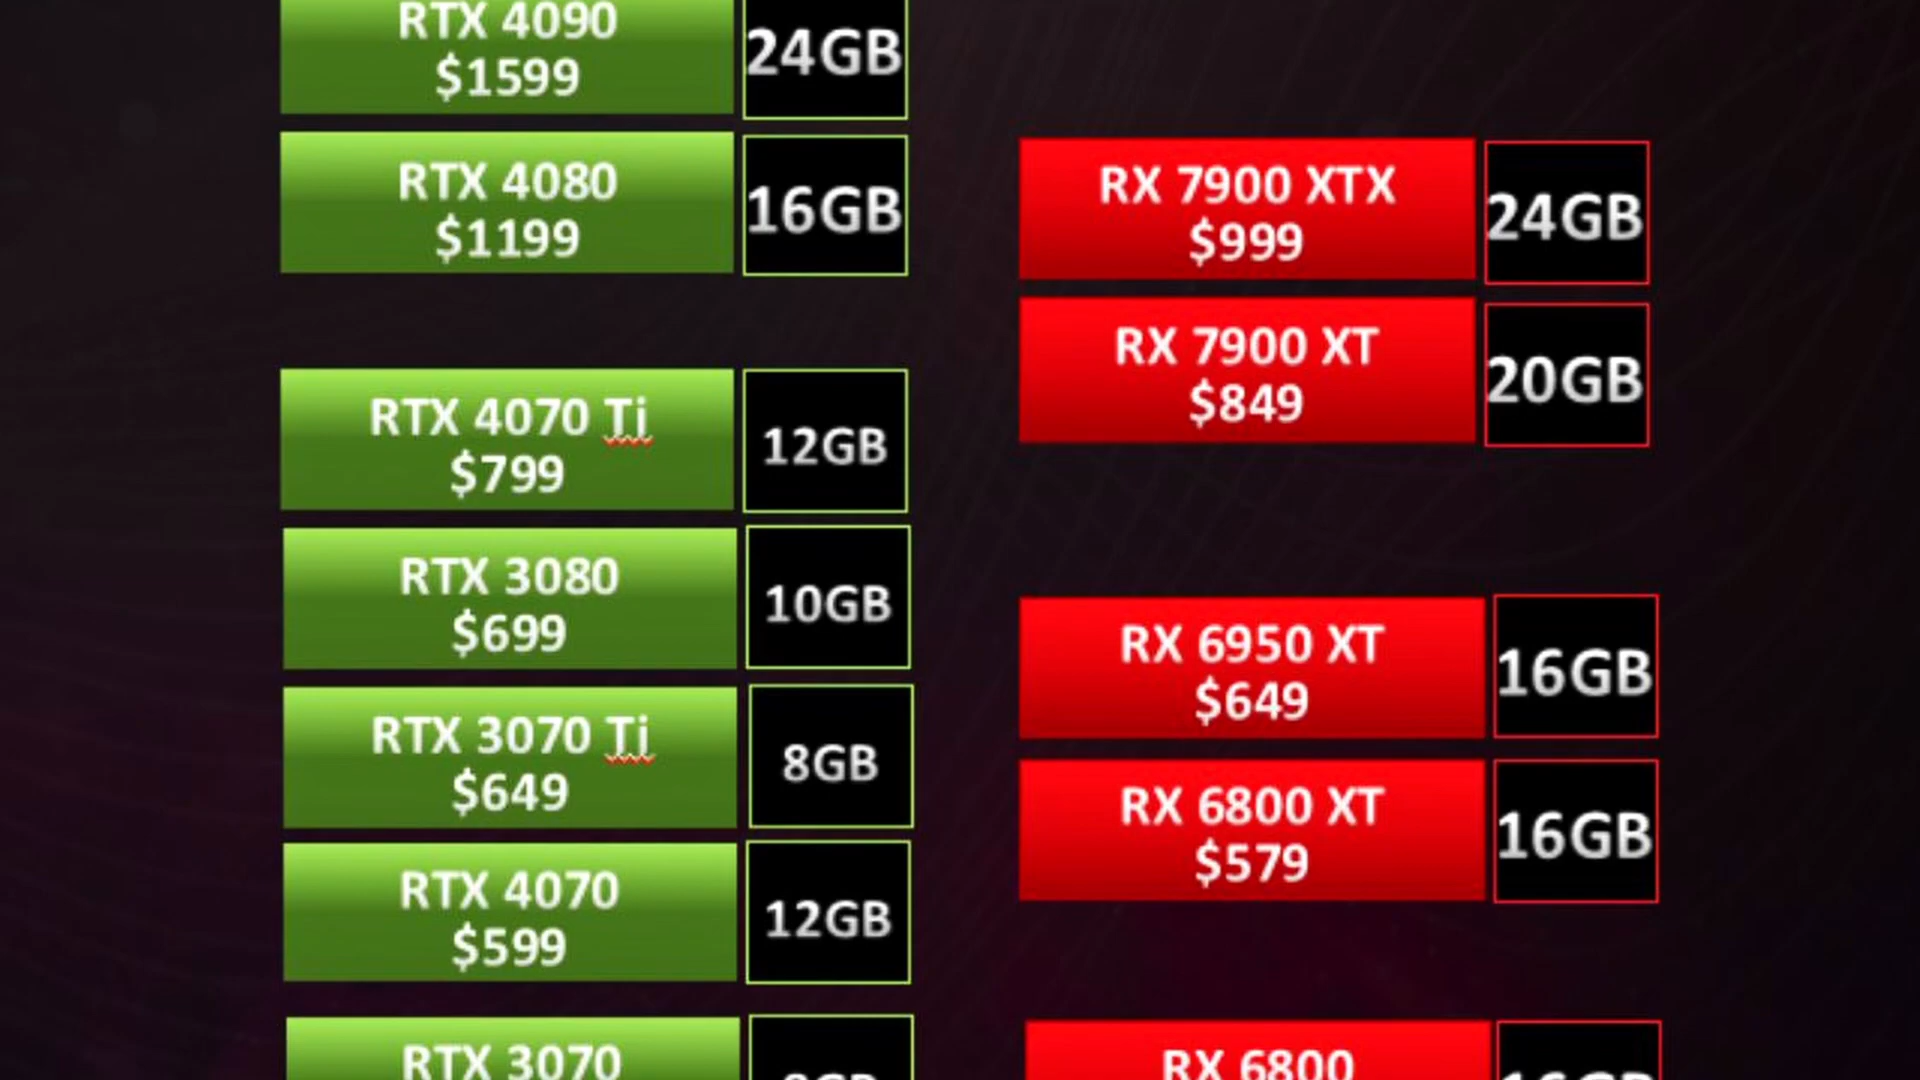 RTX 4090
$1599
24GB
RTX 4080
$1199
16GB
RTX 4070 Ti
$799
12GB
RTX 3080
$699
10GB
RTX 3070 Ti
$649
8GB
RTX 4070
$599
12GB
RTX 3070
RX 7900 XTX
$999
24GB
RX 7900 XT
$849
20GB
RX 6950 XT
$649
16GB
RX 6800 XT
$579
16GB
RX 6800